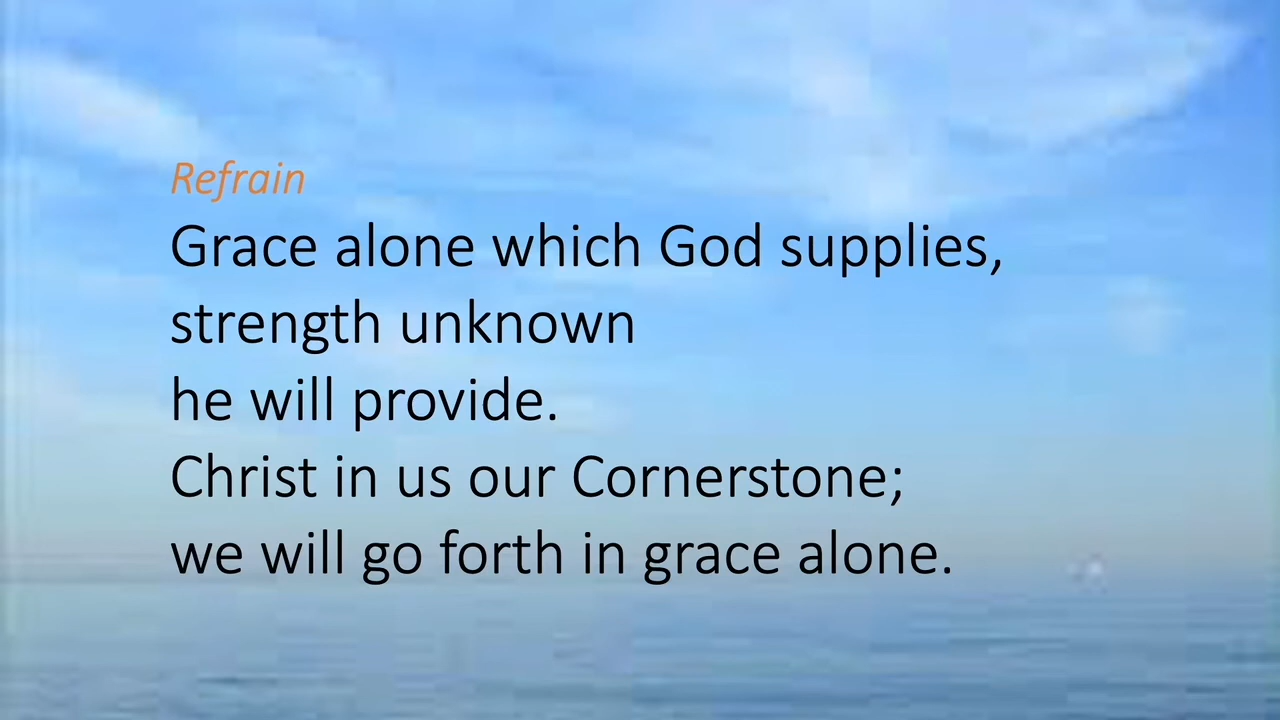 Refrain
Grace alone which God supplies,
strength unknown
he will provide.
Christ in us our Cornerstone;
we will go forth in grace alone.